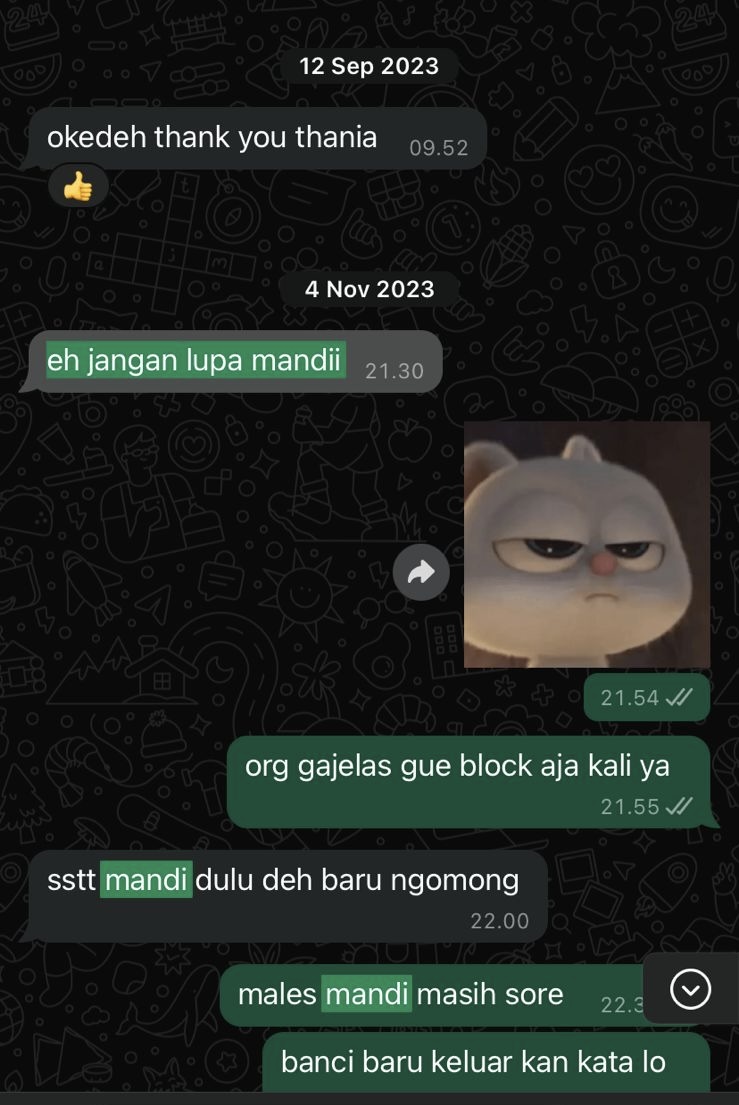 12 Sep 2023
okedeh thank you thania 09.52
4 Nov 2023
eh jangan lupa mandii 21.30
21.54
org gajelas gue block aja kali ya
21.55
sstt mandi dulu deh baru ngomong
22.00
males mandi masih sore 22.3
banci baru keluar kan kata lo